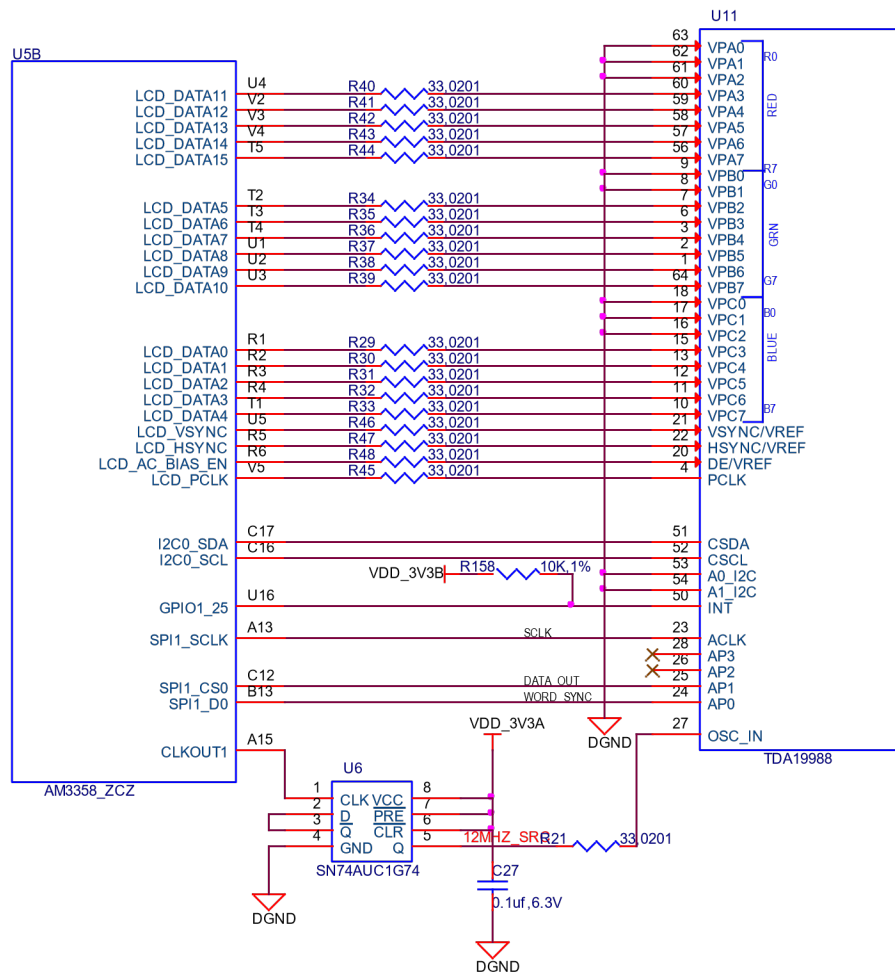 U11
U5B
63 VPA0
62 VPA1 R0
61 VPA2
LCD_DATA11 U4 R40 33,0201 60 VPA3
LCD_DATA12 V2 R41 33,0201 59 VPA4 RED
LCD_DATA13 V3 R42 33,0201 58 VPA5
LCD_DATA14 V4 R43 33,0201 57 VPA6
LCD_DATA15 T5 R44 33,0201 56 VPA7
9 VPB0 R7
8 VPB1 G0
LCD_DATA5 T2 R34 33,0201 7 VPB2
LCD_DATA6 T3 R35 33,0201 6 VPB3
LCD_DATA7 T4 R36 33,0201 3 VPB4 GRN
LCD_DATA8 U1 R37 33,0201 2 VPB5
LCD_DATA9 U2 R38 33,0201 1 VPB6
LCD_DATA10 U3 R39 33,0201 64 VPB7 G7
18 VPC0
17 VPC1 B0
16 VPC2
LCD_DATA0 R1 R29 33,0201 15 VPC3 BLUE
LCD_DATA1 R2 R30 33,0201 13 VPC4
LCD_DATA2 R3 R31 33,0201 12 VPC5
LCD_DATA3 R4 R32 33,0201 11 VPC6
LCD_DATA4 T1 R33 33,0201 10 VPC7 B7
LCD_VSYNC U5 R46 33,0201 21 VSYNC/VREF
LCD_HSYNC R5 R47 33,0201 22 HSYNC/VREF
LCD_AC_BIAS_EN R6 R48 33,0201 20 DE/VREF
LCD_PCLK V5 R45 33,0201 4 PCLK
I2C0_SDA C17 51 CSDA
I2C0_SCL C16 52 CSCL
VDD_3V3B R158 10K,1% 53 A0_I2C
54 A1_I2C
GPIO1_25 U16 50 INT
SPI1_SCLK A13 SCLK 23 ACLK
28 AP3
26 AP2
SPI1_CS0 C12 DATA_OUT 25 AP1
SPI1_D0 B13 WORD_SYNC 24 AP0
VDD_3V3A
DGND
27 OSC_IN
CLKOUT1 A15
TDA19988
AM3358_ZCZ
U6
1 CLK VCC 8
2 D PRE 7
3 Q CLR 6
4 GND Q 5
12MHZ_SRC R21 33,0201
SN74AUC1G74
C27
0.1uf,6.3V
DGND
DGND